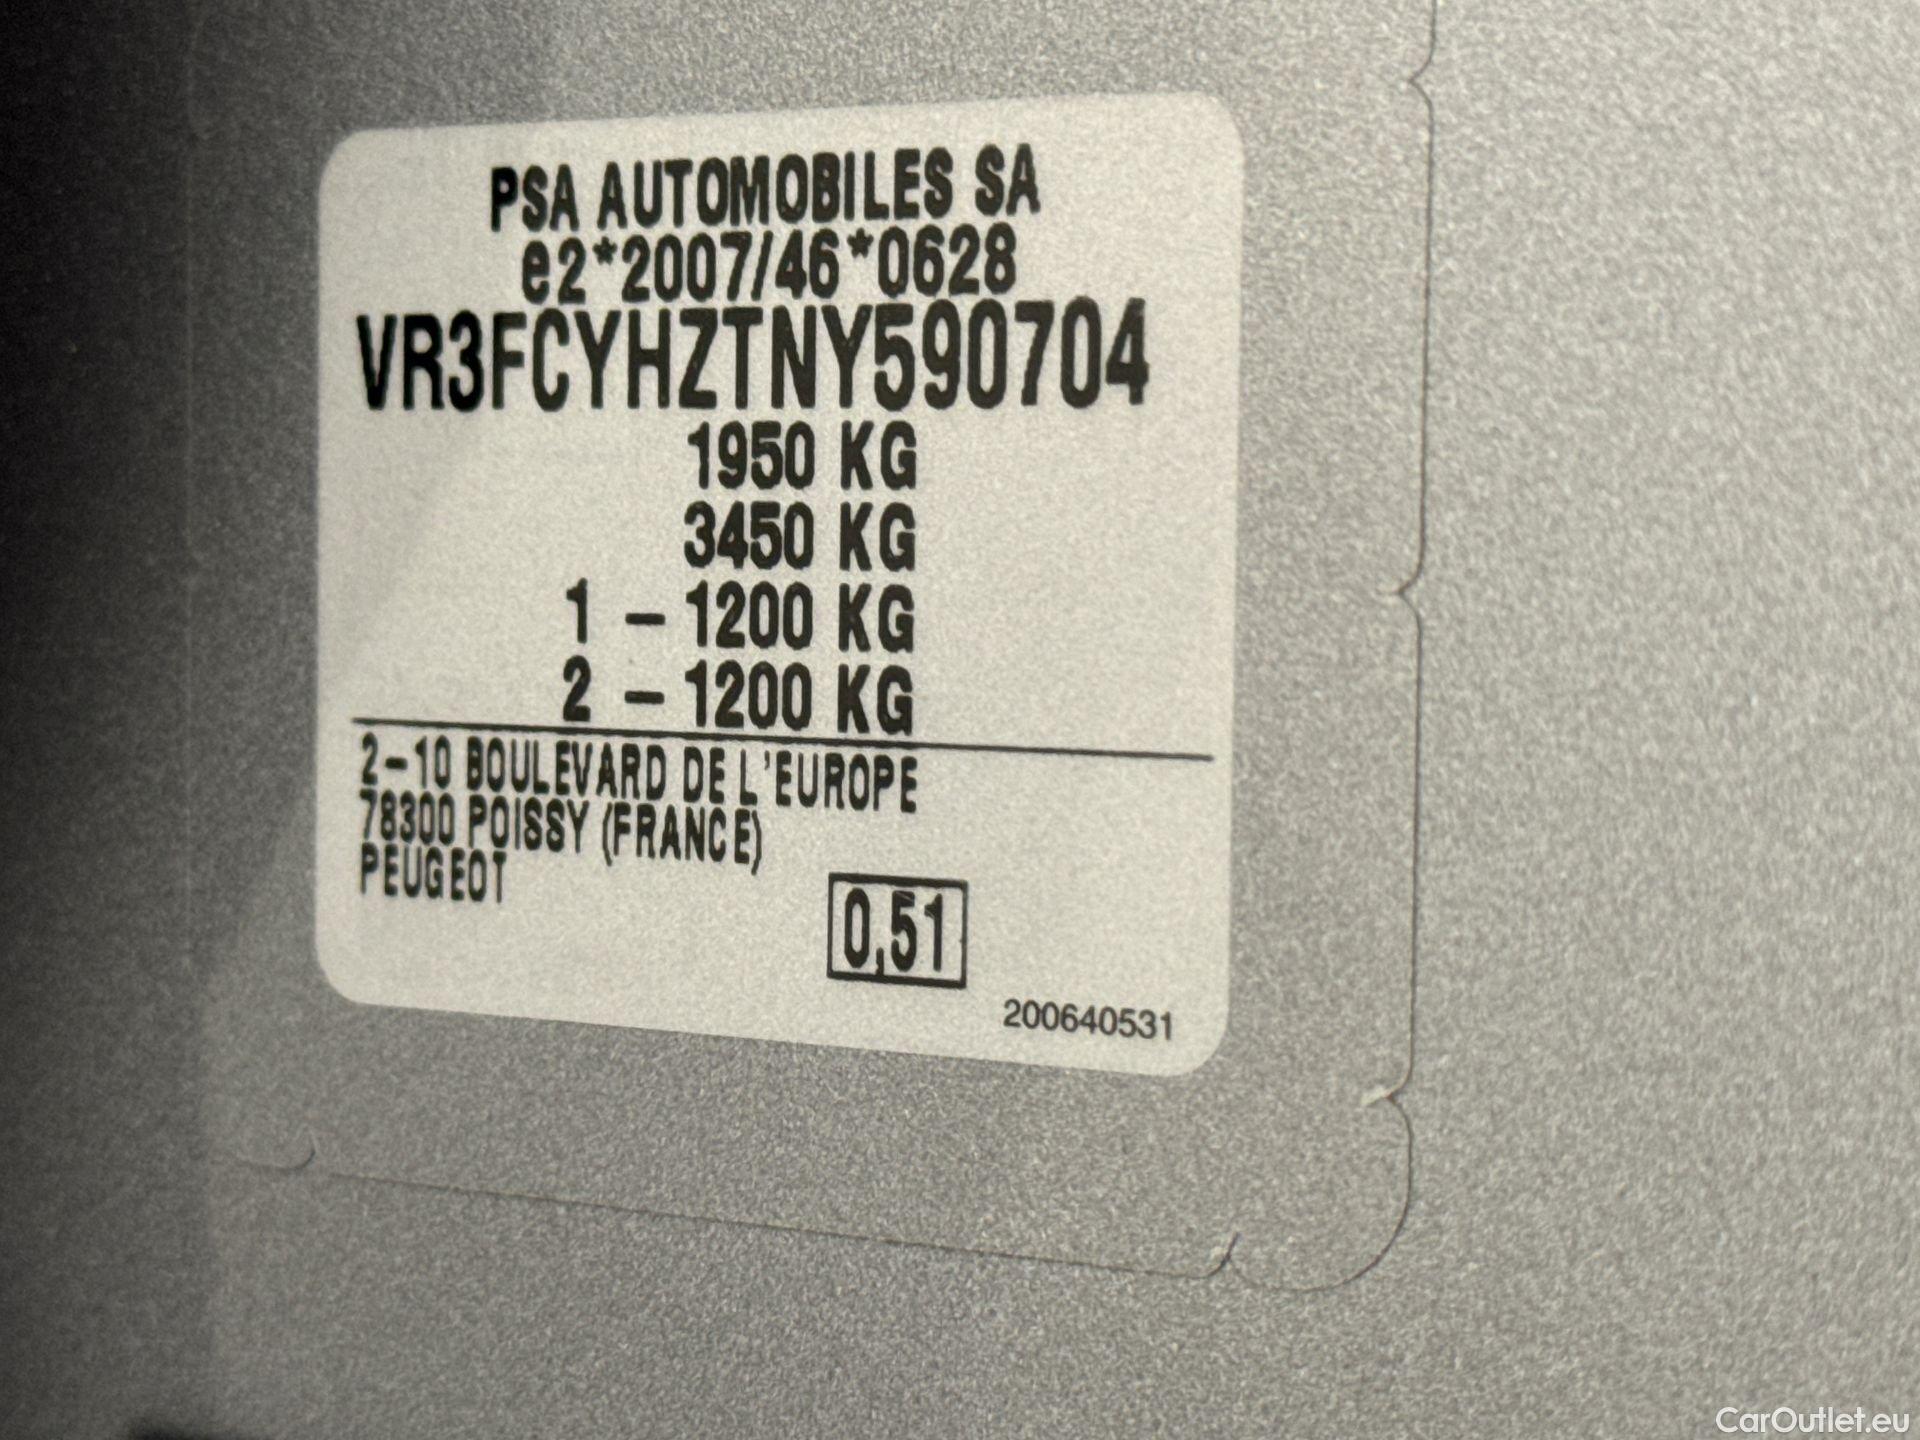 PSA AUTOMOBILES SA
e2*2007/46*0628
VR3FCYHZTNY590704
1950 KG
3450 KG
1 - 1200 KG
2 - 1200 KG
2-10 BOULEVARD DE L'EUROPE
78300 POISSY (FRANCE)
PEUGEOT
0,51
200640531
CarOutlet.eu